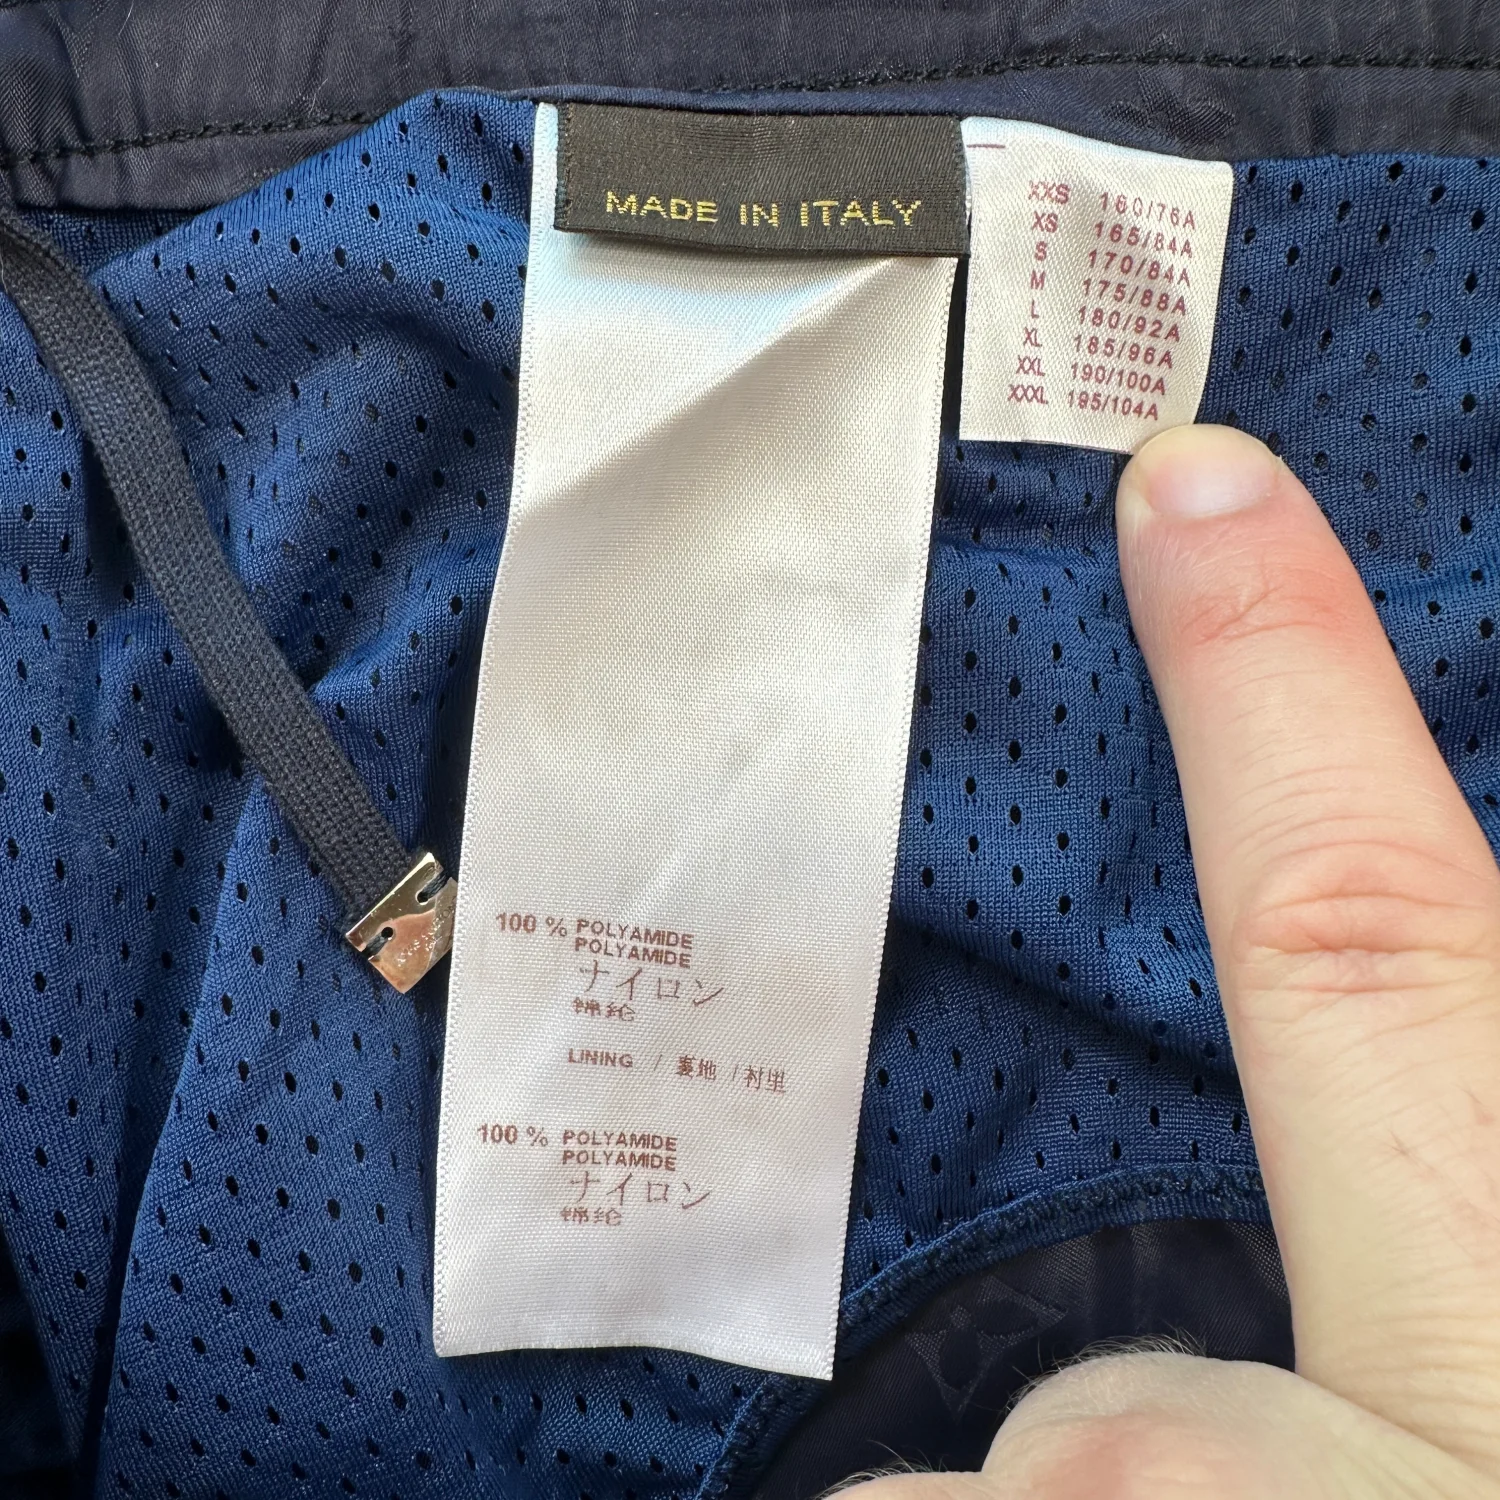 MADE IN ITALY
XXS 160/76A
XS 165/84A
S 170/84A
M 175/88A
L 180/92A
XL 185/96A
XXL 190/100A
XXXL 195/104A
100 % POLYAMIDE
POLYAMIDE
ナイロン
绵纶
LINING / 裏地 / 衬里
100 % POLYAMIDE
POLYAMIDE
ナイロン
绵纶